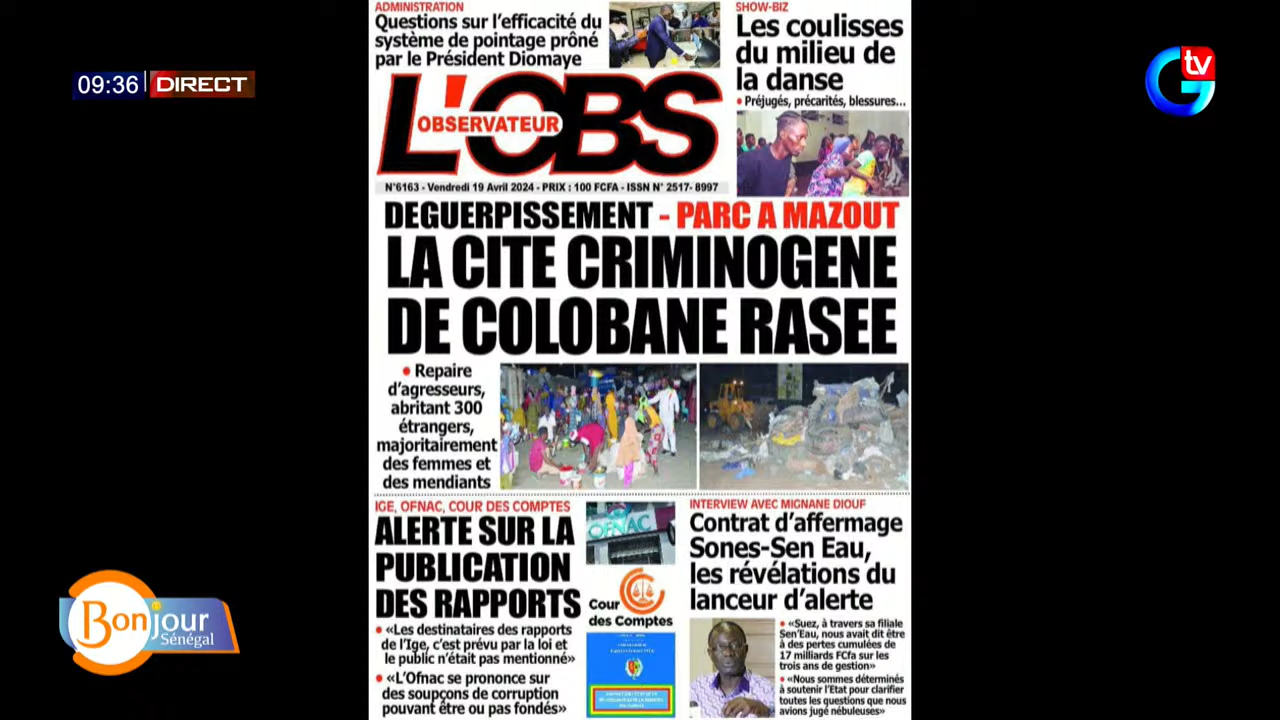 09:36 DIRECT
G tv
ADMINISTRATION
Questions sur l'efficacité du
système de pointage prôné
par le Président Diomaye
SHOW-BIZ
Les coulisses
du milieu de
la danse
• Préjugés, précarités, blessures...
L'OBS
OBSERVATEUR
N°6163 - Vendredi 19 Avril 2024 - PRIX : 100 FCFA - ISSN N° 2517- 8997
DEGUERPISSEMENT - PARC A MAZOUT
LA CITE CRIMINOGENE
DE COLOBANE RASEE
• Repaire
d'agresseurs,
abritant 300
étrangers,
majoritairement
des femmes et
des mendiants
IGE, OFNAC, COUR DES COMPTES
ALERTE SUR LA
PUBLICATION
DES RAPPORTS
• «Les destinataires des rapports
de l'Ige, c'est prévu par la loi et
le public n'était pas mentionné»
• «L'Ofnac se prononce sur
des soupçons de corruption
pouvant être ou pas fondés»
OFNAC
Cour
des Comptes
INTERVIEW AVEC MIGNANE DIOUF
Contrat d'affermage
Sones-Sen Eau,
les révélations du
lanceur d'alerte
• «Suez, à travers sa filiale
Sen'Eau, nous avait dit être
à des pertes cumulées de
17 milliards FCfa sur les
trois ans de gestion»
• «Nous sommes déterminés
à soutenir l'Etat pour clarifier
toutes les questions que nous
avions jugé nébuleuses»
Bonjour
Sénégal